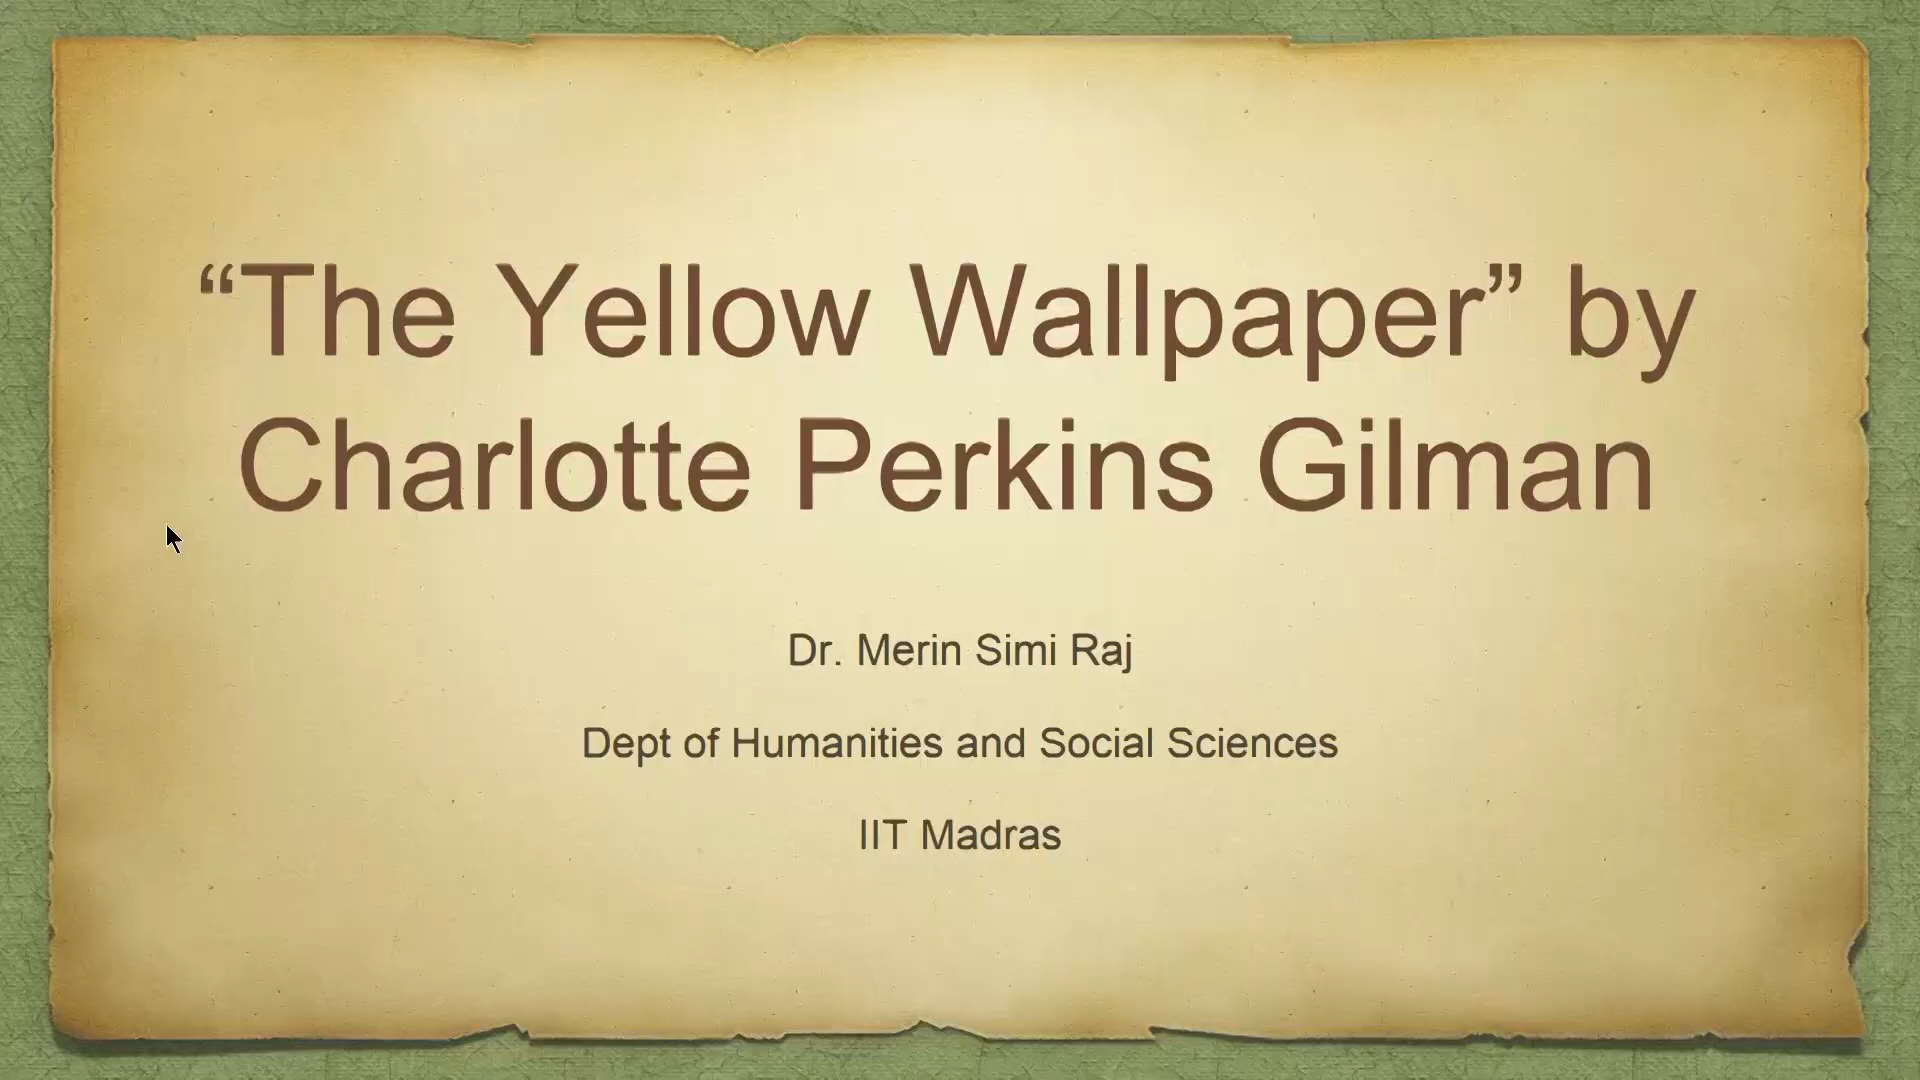 “The Yellow Wallpaper” by
Charlotte Perkins Gilman
Dr. Merin Simi Raj
Dept of Humanities and Social Sciences
IIT Madras